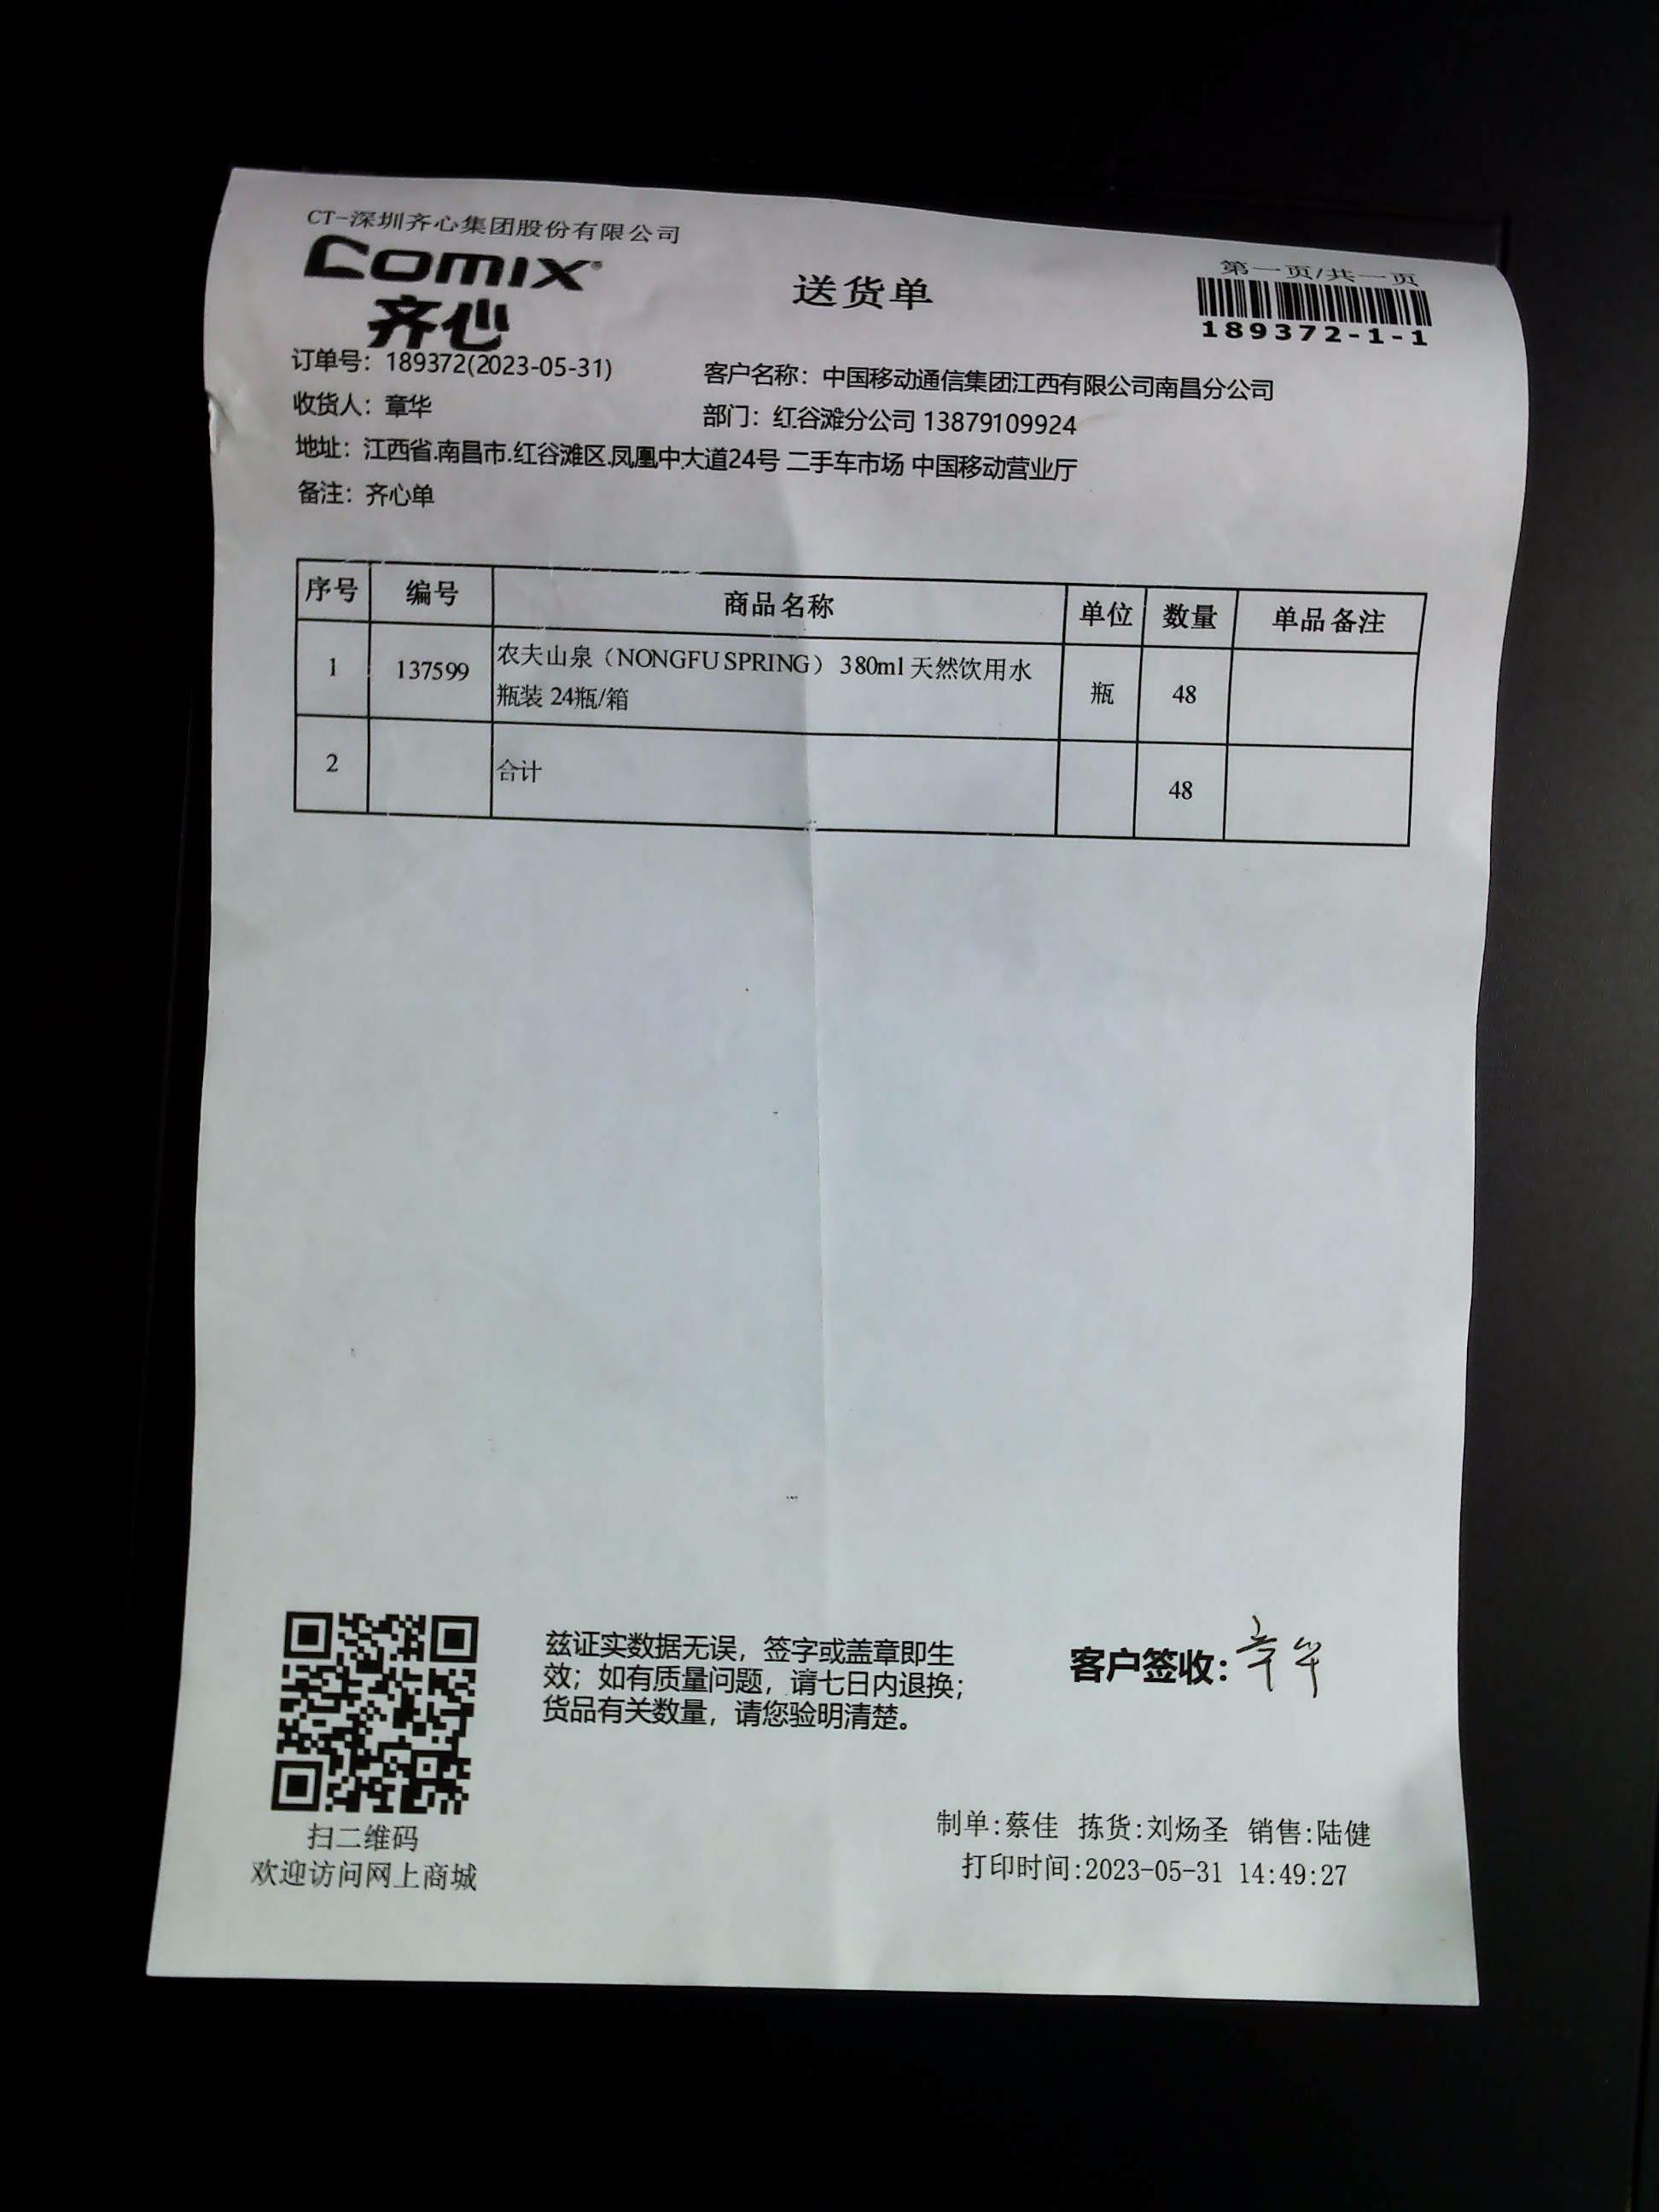 CT-深圳齐心集团股份有限公司
COMIX®
齐心
送货单
第一页/共一页
189372-1-1
订单号：189372(2023-05-31)
客户名称：中国移动通信集团江西有限公司南昌分公司
收货人：章华
部门：红谷滩分公司 13879109924
地址：江西省.南昌市.红谷滩区.凤凰中大道24号 二手车市场 中国移动营业厅
备注：齐心单
序号 编号 商品名称 单位 数量 单品备注
1 137599 农夫山泉（NONGFU SPRING） 380ml 天然饮用水 瓶 48
瓶装 24瓶/箱
2 合计 48
兹证实数据无误，签字或盖章即生
效；如有质量问题，请七日内退换；
货品有关数量，请您验明清楚。
客户签收：章华
扫二维码
欢迎访问网上商城
制单:蔡佳 拣货:刘炀圣 销售:陆健
打印时间:2023-05-31 14:49:27